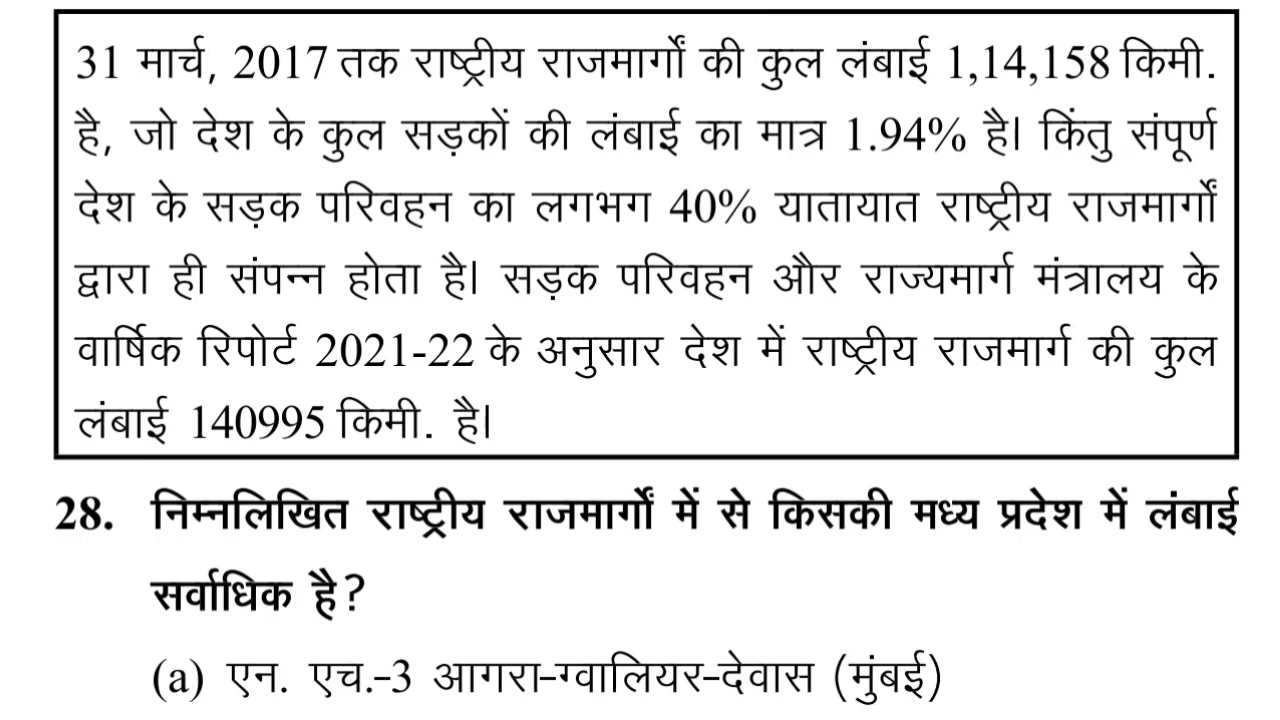 31 मार्च, 2017 तक राष्ट्रीय राजमार्गों की कुल लंबाई 1,14,158 किमी.
है, जो देश के कुल सड़कों की लंबाई का मात्र 1.94% है। किंतु संपूर्ण
देश के सड़क परिवहन का लगभग 40% यातायात राष्ट्रीय राजमार्गों
द्वारा ही संपन्न होता है। सड़क परिवहन और राज्यमार्ग मंत्रालय के
वार्षिक रिपोर्ट 2021-22 के अनुसार देश में राष्ट्रीय राजमार्ग की कुल
लंबाई 140995 किमी. है।
28. निम्नलिखित राष्ट्रीय राजमार्गों में से किसकी मध्य प्रदेश में लंबाई
सर्वाधिक है?
(a) एन. एच.-3 आगरा-ग्वालियर-देवास (मुंबई)